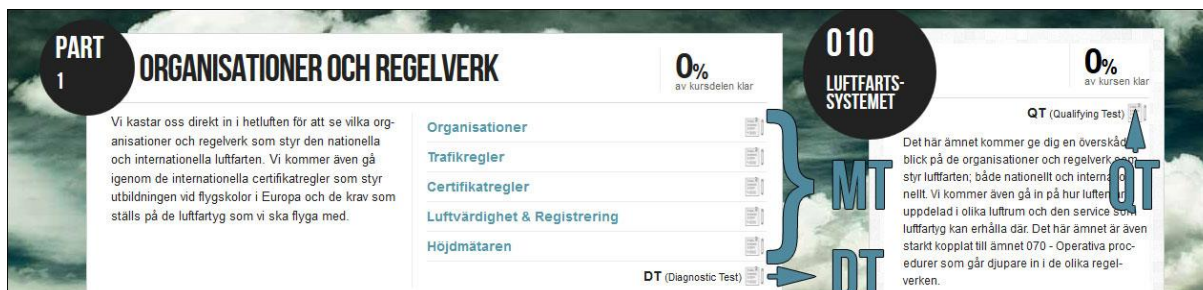 PART
1
ORGANISATIONER OCH REGELVERK
0%
av kursdelen klar
Vi kastar oss direkt in i hetluften för att se vilka org-
anisationer och regelverk som styr den nationella
och internationella luftfarten. Vi kommer även gå
igenom de internationella certifikatregler som styr
utbildningen vid flygskolor i Europa och de krav som
ställs på de luftfartyg som vi ska flyga med.
Organisationer
Trafikregler
Certifikatregler
Luftvärdighet & Registrering
Höjdmätaren
DT (Diagnostic Test)
MT
DT
010
LUFTFARTS-
SYSTEMET
0%
av kursen klar
QT (Qualifying Test)
QT
Det här ämnet kommer ge dig en
blick på de organisationer och regelverk som
styr luftfarten; både nationellt och
nellt. Vi kommer även gå in på hur luften
uppdelad i olika luftrum och den service som
luftfartyg kan erhålla där. Det här ämnet är även
starkt kopplat till ämnet 070 - Operativa proc-
edurer som går djupare in i de olika regel-
verken.